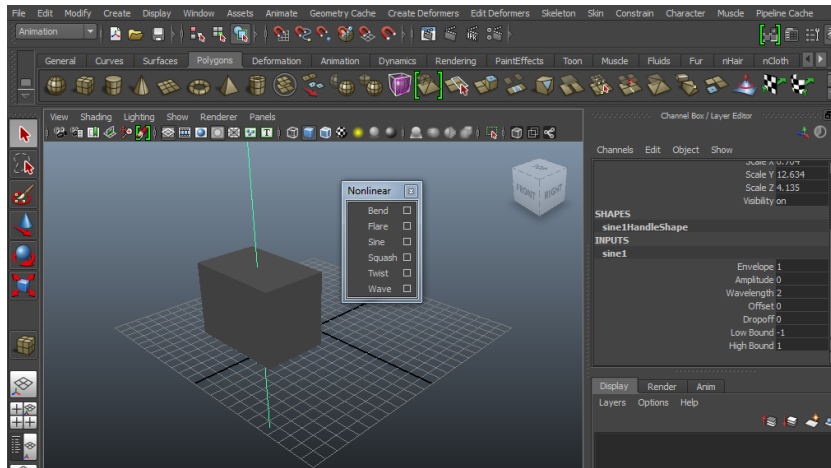 File Edit Modify Create Display Window Assets Animate Geometry Cache Create Deformers Edit Deformers Skeleton Skin Constrain Character Muscle Pipeline Cache
Animation
General Curves Surfaces Polygons Deformation Animation Dynamics Rendering PaintEffects Toon Muscle Fluids Fur nHair nCloth
View Shading Lighting Show Renderer Panels
Channel Box / Layer Editor
Channels Edit Object Show
Scale X 6.704
Scale Y 12.634
Scale Z 4.135
Visibility on
SHAPES
sine1HandleShape
INPUTS
sine1
Envelope 1
Amplitude 0
Wavelength 2
Offset 0
Dropoff 0
Low Bound -1
High Bound 1
TOP
FRONT RIGHT
Nonlinear
Bend
Flare
Sine
Squash
Twist
Wave
Display Render Anim
Layers Options Help